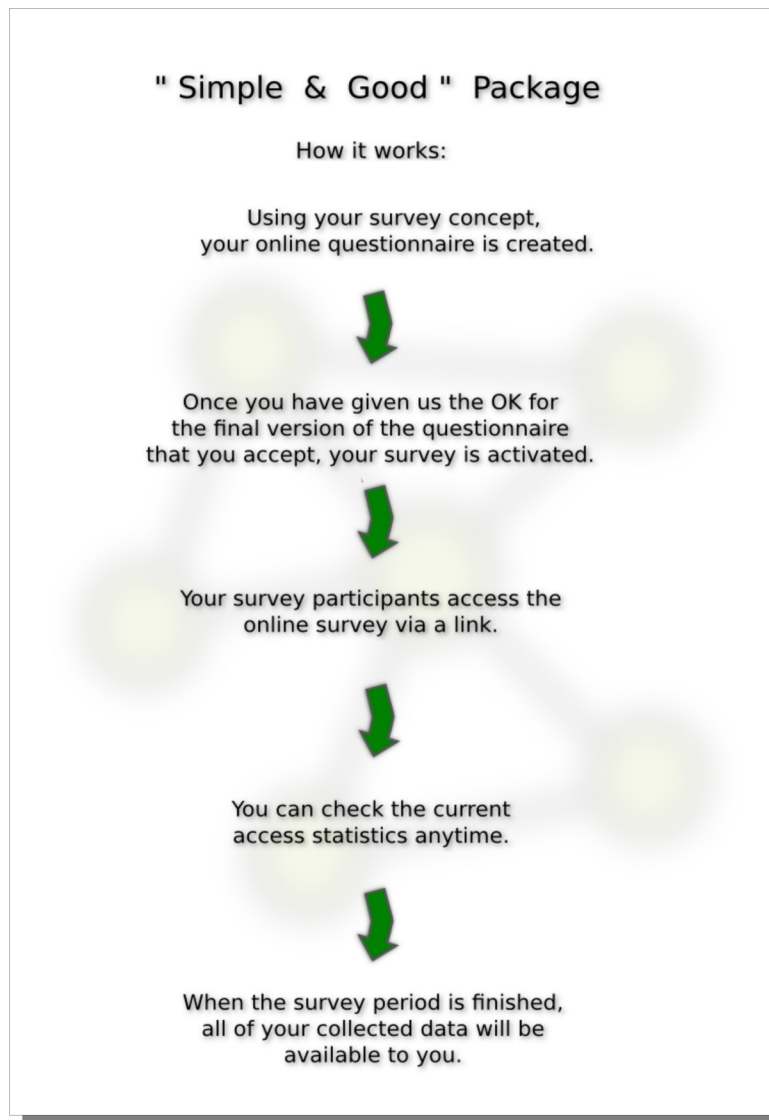 " Simple & Good " Package
How it works:
Using your survey concept,
your online questionnaire is created.
Once you have given us the OK for
the final version of the questionnaire
that you accept, your survey is activated.
Your survey participants access the
online survey via a link.
You can check the current
access statistics anytime.
When the survey period is finished,
all of your collected data will be
available to you.